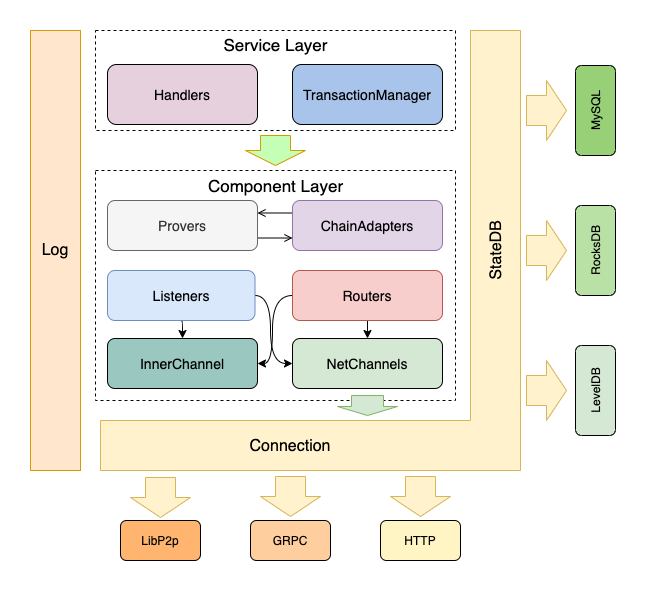 Service Layer
Handlers
TransactionManager
Component Layer
Provers
ChainAdapters
Listeners
Routers
InnerChannel
NetChannels
Log
StateDB
Connection
MySQL
RocksDB
LevelDB
LibP2p
GRPC
HTTP